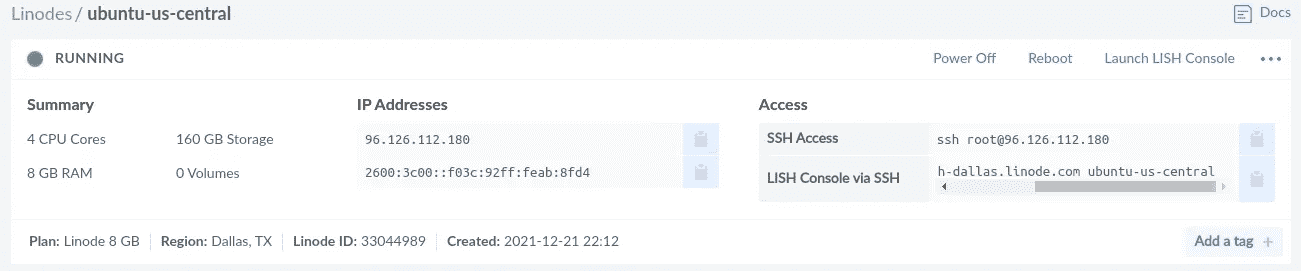 Linodes / ubuntu-us-central
Docs
RUNNING
Power Off
Reboot
Launch LISH Console
Summary
4 CPU Cores
160 GB Storage
8 GB RAM
0 Volumes
IP Addresses
96.126.112.180
2600:3c00::f03c:92ff:feab:8fd4
Access
SSH Access
ssh root@96.126.112.180
LISH Console via SSH
h-dallas.linode.com ubuntu-us-central
Plan: Linode 8 GB
Region: Dallas, TX
Linode ID: 33044989
Created: 2021-12-21 22:12
Add a tag +